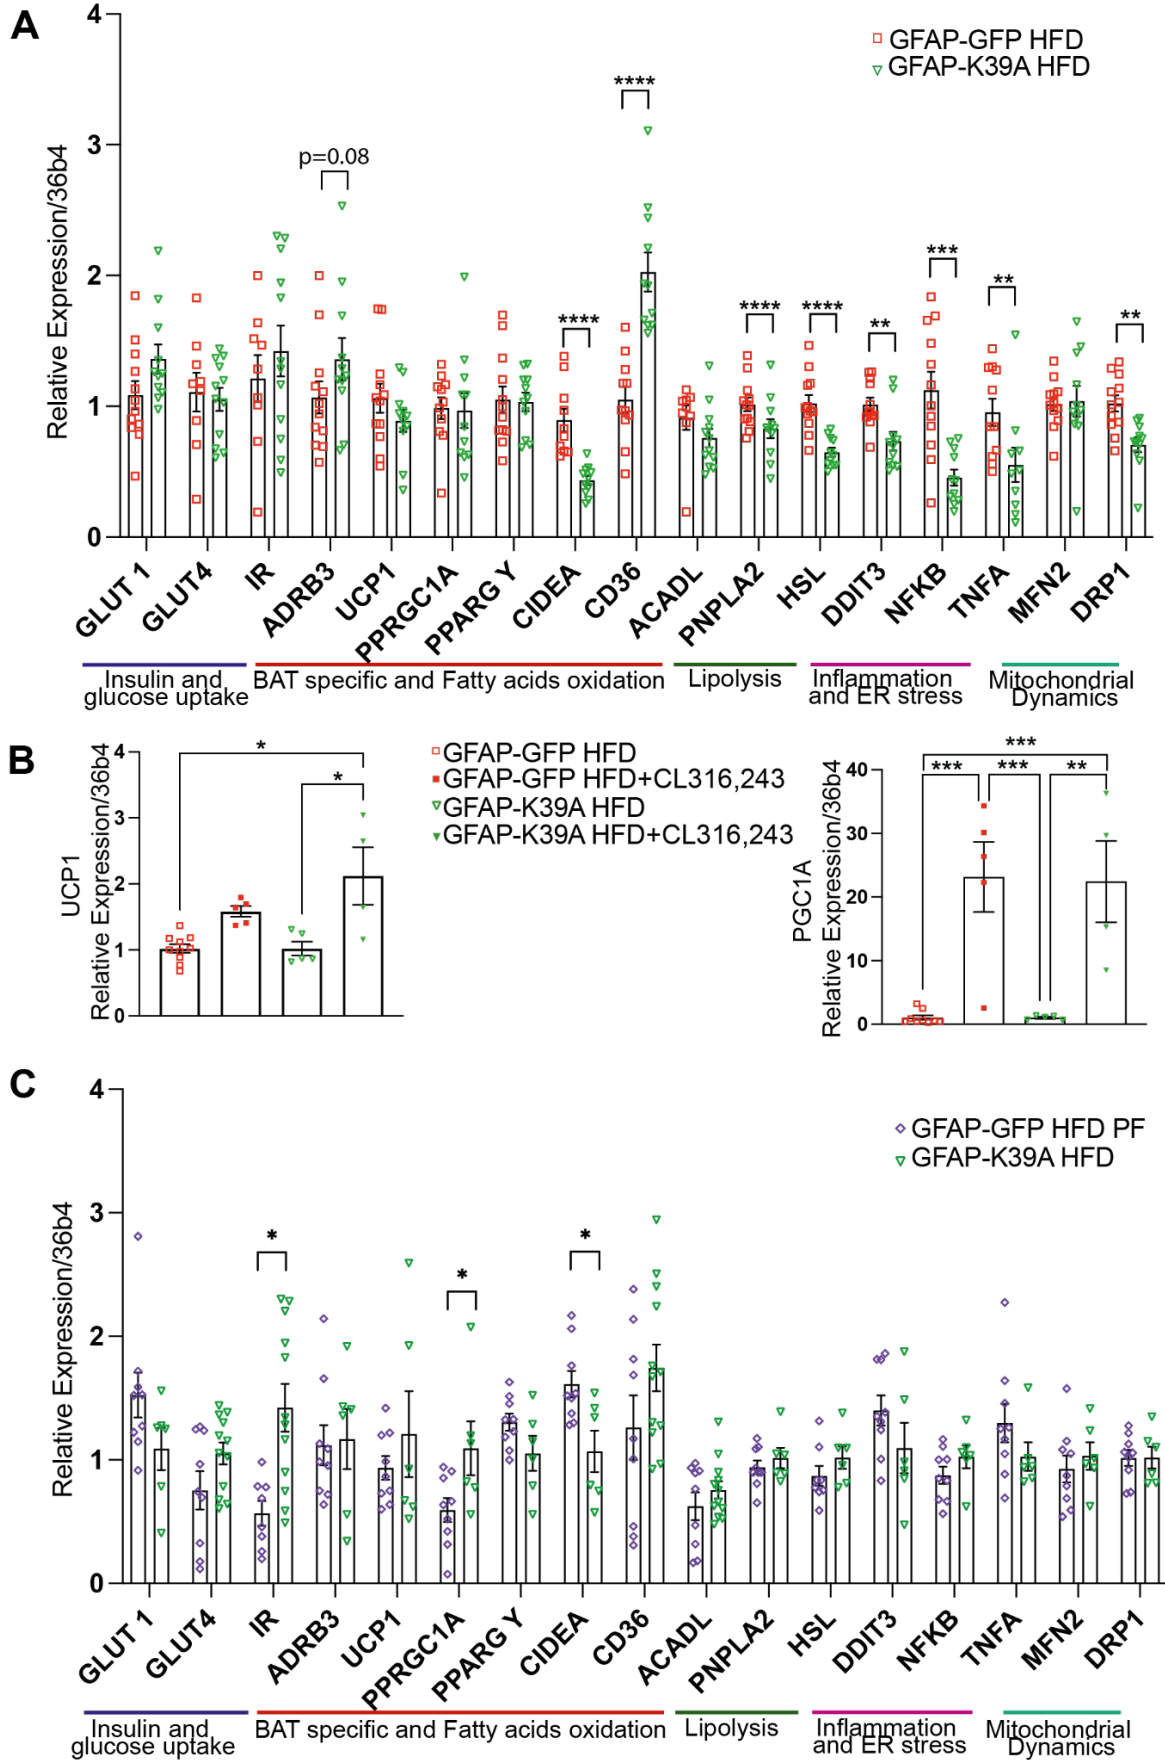 A
4
3
2
1
0
Relative Expression/36b4
GFAP-GFP HFD
GFAP-K39A HFD
p=0.08
****
****
****
****
**
***
**
**
GLUT 1
GLUT4
IR
ADRB3
UCP1
PPRGC1A
PPARG Y
CIDEA
CD36
ACADL
PNPLA2
HSL
DDIT3
NFKB
TNFA
MFN2
DRP1
Insulin and
glucose uptake
BAT specific and Fatty acids oxidation
Lipolysis
Inflammation
and ER stress
Mitochondrial
Dynamics
B
UCP1
Relative Expression/36b4
4
3
2
1
0
*
*
GFAP-GFP HFD
GFAP-GFP HFD+CL316,243
GFAP-K39A HFD
GFAP-K39A HFD+CL316,243
PGC1A
Relative Expression/36b4
40
30
20
10
0
***
***
***
**
C
4
3
2
1
0
Relative Expression/36b4
GFAP-GFP HFD PF
GFAP-K39A HFD
*
*
*
GLUT 1
GLUT4
IR
ADRB3
UCP1
PPRGC1A
PPARG Y
CIDEA
CD36
ACADL
PNPLA2
HSL
DDIT3
NFKB
TNFA
MFN2
DRP1
Insulin and
glucose uptake
BAT specific and Fatty acids oxidation
Lipolysis
Inflammation
and ER stress
Mitochondrial
Dynamics